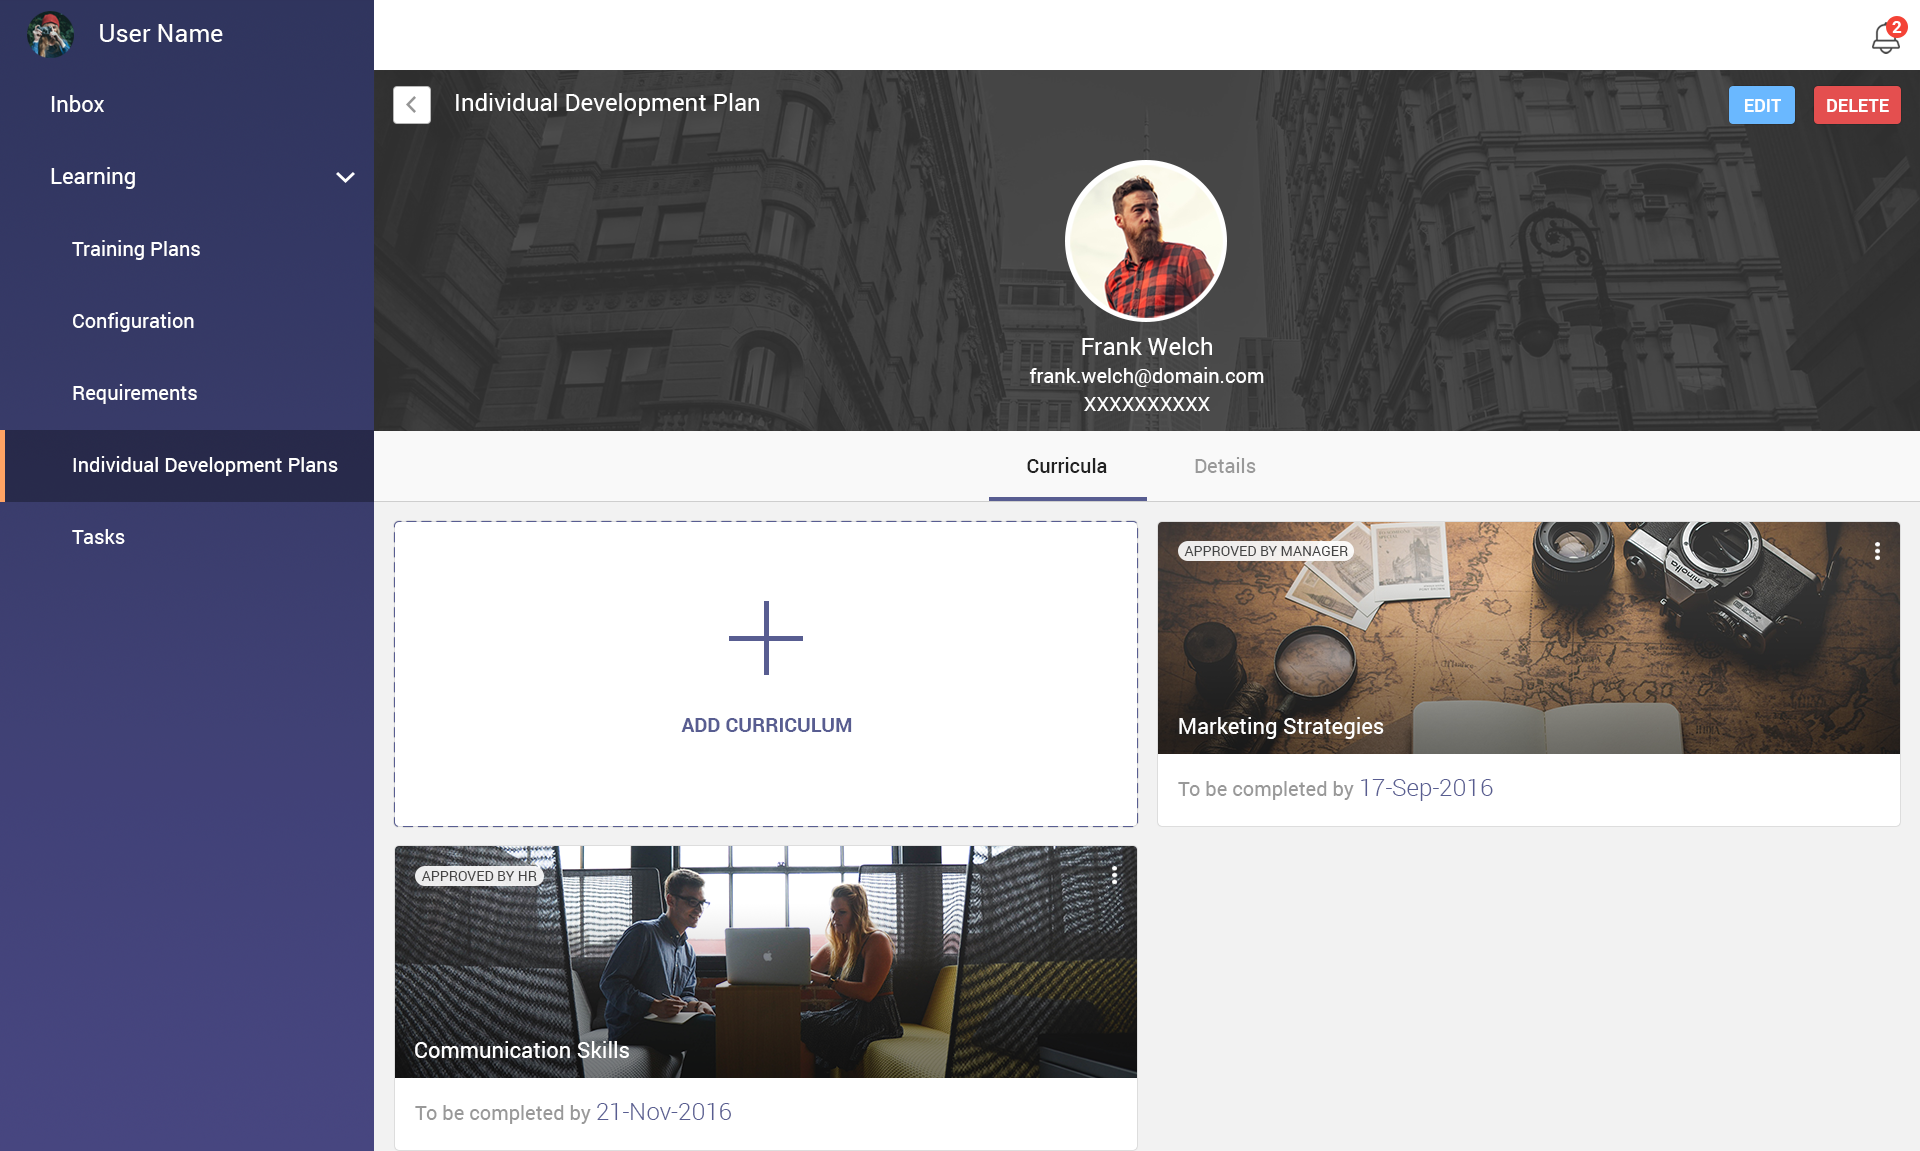 User Name
2
Inbox
Learning
Training Plans
Configuration
Requirements
Individual Development Plans
Tasks
Individual Development Plan
EDIT
DELETE
Frank Welch
frank.welch@domain.com
XXXXXXXXXX
Curricula
Details
ADD CURRICULUM
APPROVED BY MANAGER
minolta
Marketing Strategies
To be completed by 17-Sep-2016
APPROVED BY HR
Communication Skills
To be completed by 21-Nov-2016